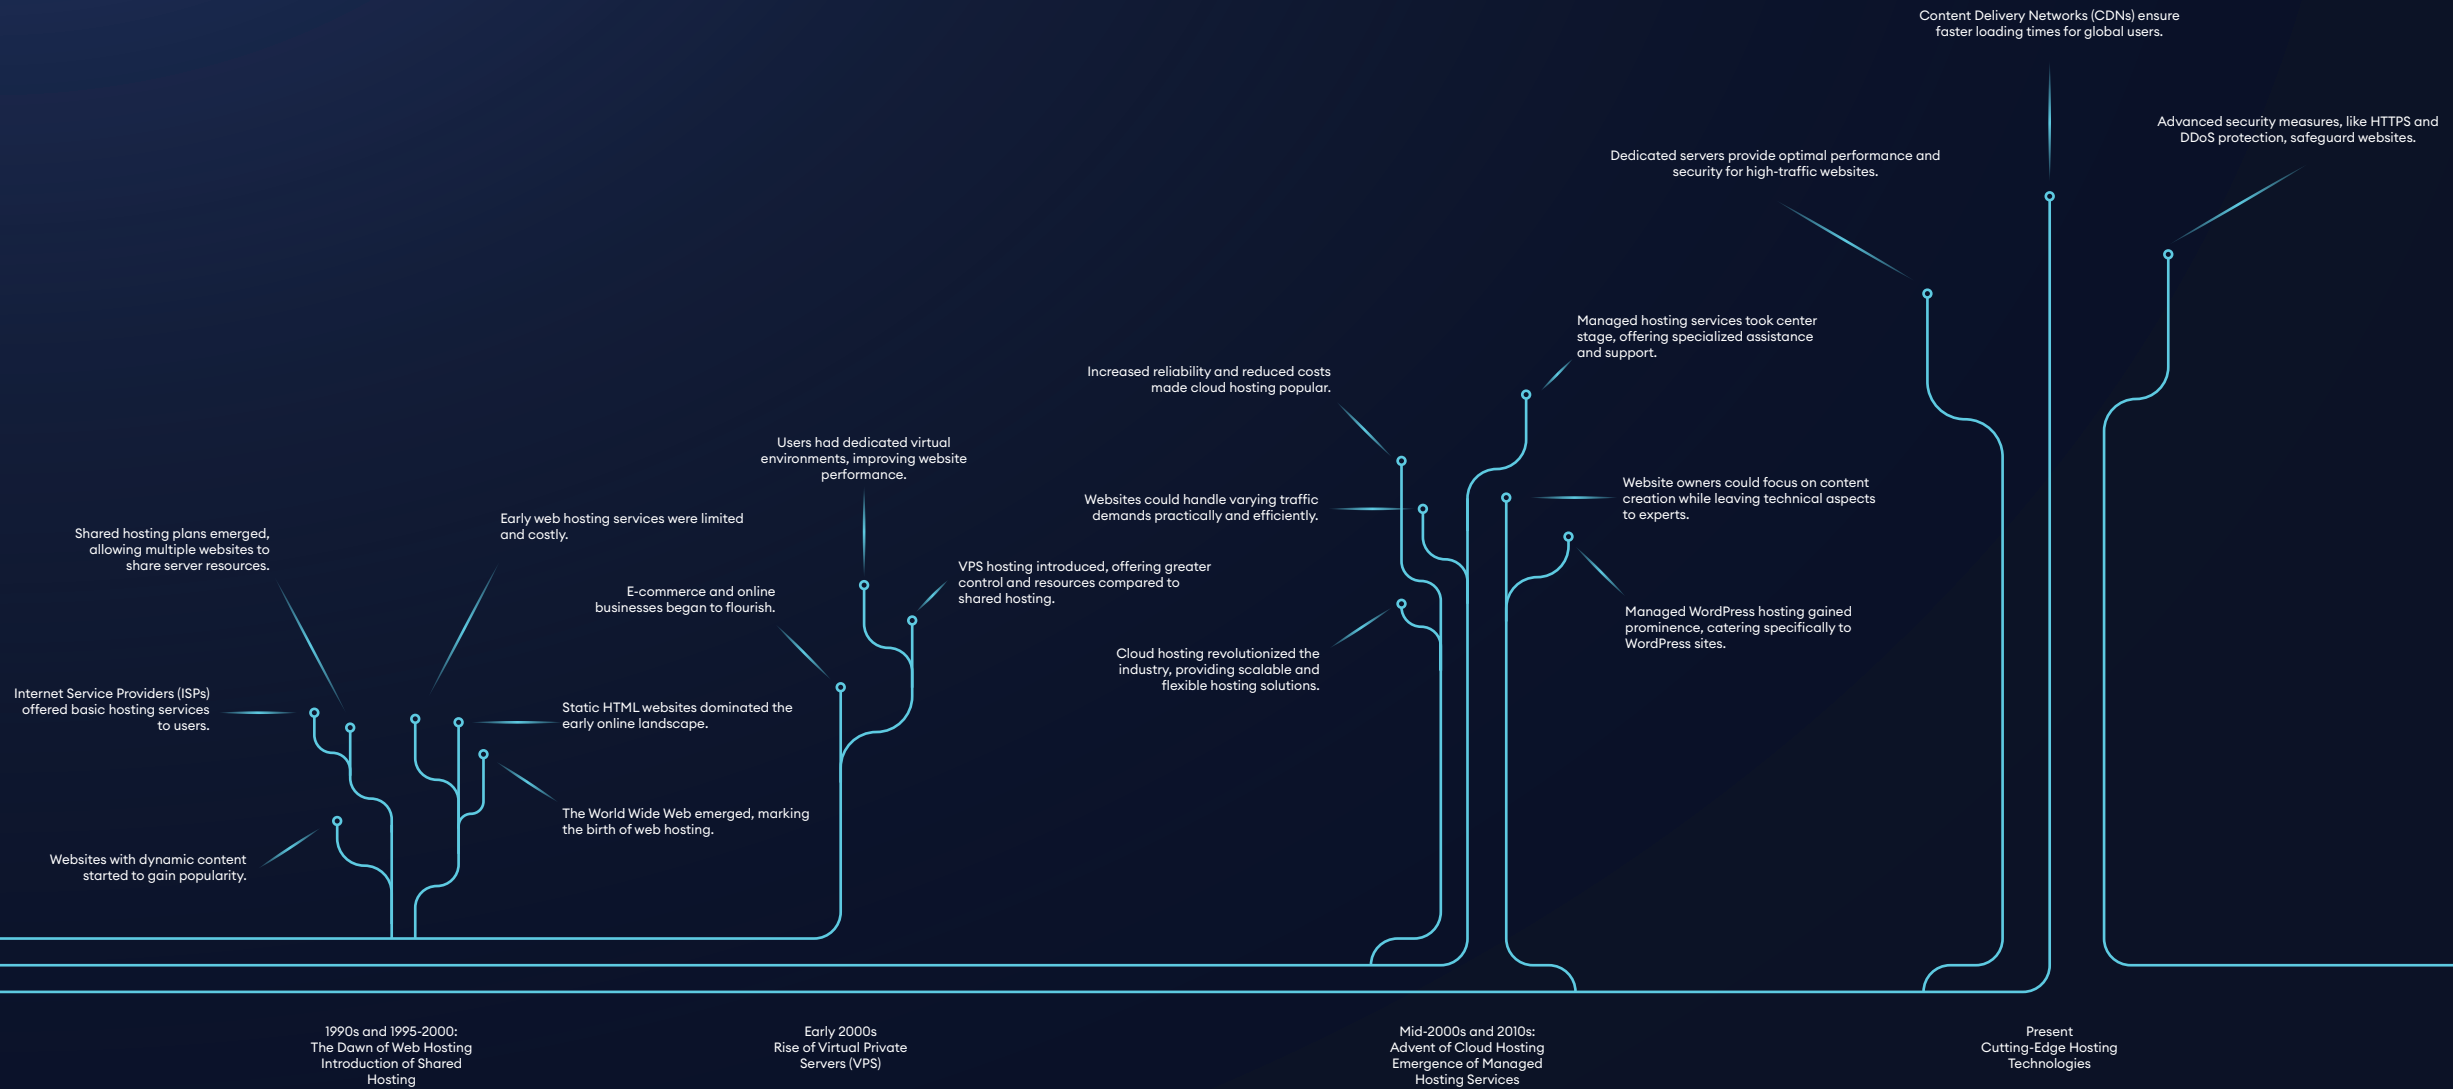 Content Delivery Networks (CDNs) ensure
faster loading times for global users.
Advanced security measures, like HTTPS and
DDoS protection, safeguard websites.
Dedicated servers provide optimal performance and
security for high-traffic websites.
Managed hosting services took center
stage, offering specialized assistance
and support.
Increased reliability and reduced costs
made cloud hosting popular.
Users had dedicated virtual
environments, improving website
performance.
Website owners could focus on content
creation while leaving technical aspects
to experts.
Websites could handle varying traffic
demands practically and efficiently.
Early web hosting services were limited
and costly.
Shared hosting plans emerged,
allowing multiple websites to
share server resources.
VPS hosting introduced, offering greater
control and resources compared to
shared hosting.
E-commerce and online
businesses began to flourish.
Managed WordPress hosting gained
prominence, catering specifically to
WordPress sites.
Cloud hosting revolutionized the
industry, providing scalable and
flexible hosting solutions.
Internet Service Providers (ISPs)
offered basic hosting services
to users.
Static HTML websites dominated the
early online landscape.
The World Wide Web emerged, marking
the birth of web hosting.
Websites with dynamic content
started to gain popularity.
1990s and 1995-2000:
The Dawn of Web Hosting
Introduction of Shared
Hosting
Early 2000s
Rise of Virtual Private
Servers (VPS)
Mid-2000s and 2010s:
Advent of Cloud Hosting
Emergence of Managed
Hosting Services
Present
Cutting-Edge Hosting
Technologies